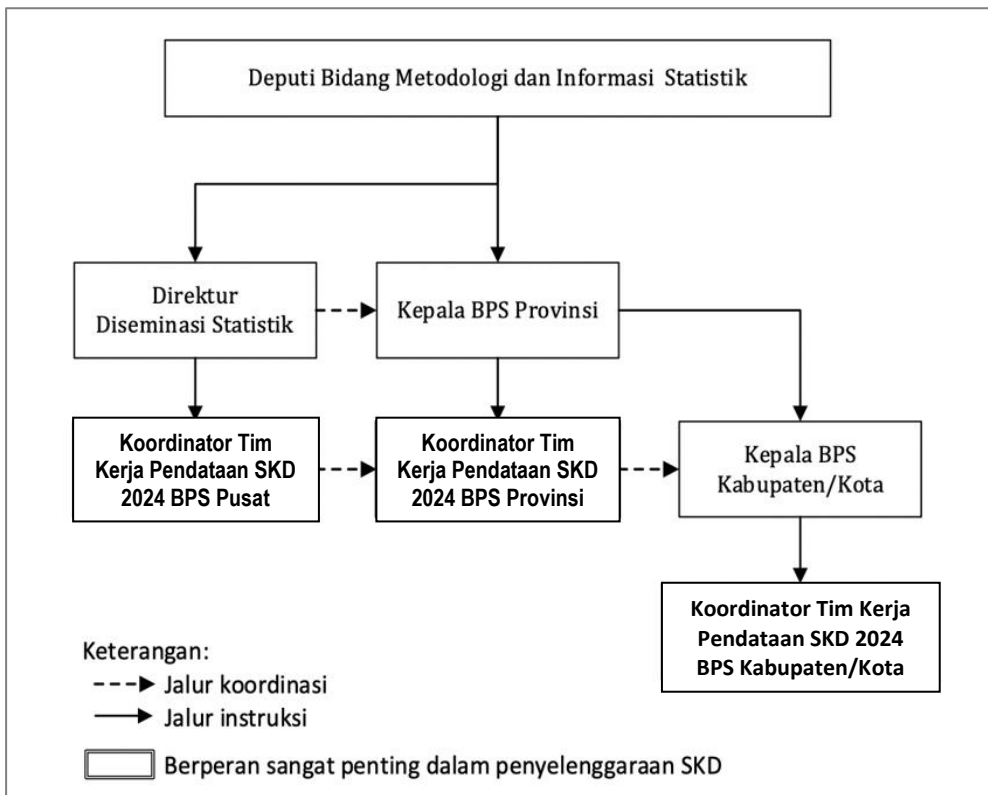 Deputi Bidang Metodologi dan Informasi Statistik
Direktur
Diseminasi Statistik
Kepala BPS Provinsi
Koordinator Tim
Kerja Pendataan SKD
2024 BPS Pusat
Koordinator Tim
Kerja Pendataan SKD
2024 BPS Provinsi
Kepala BPS
Kabupaten/Kota
Koordinator Tim Kerja
Pendataan SKD 2024
BPS Kabupaten/Kota
Keterangan:
Jalur koordinasi
Jalur instruksi
Berperan sangat penting dalam penyelenggaraan SKD